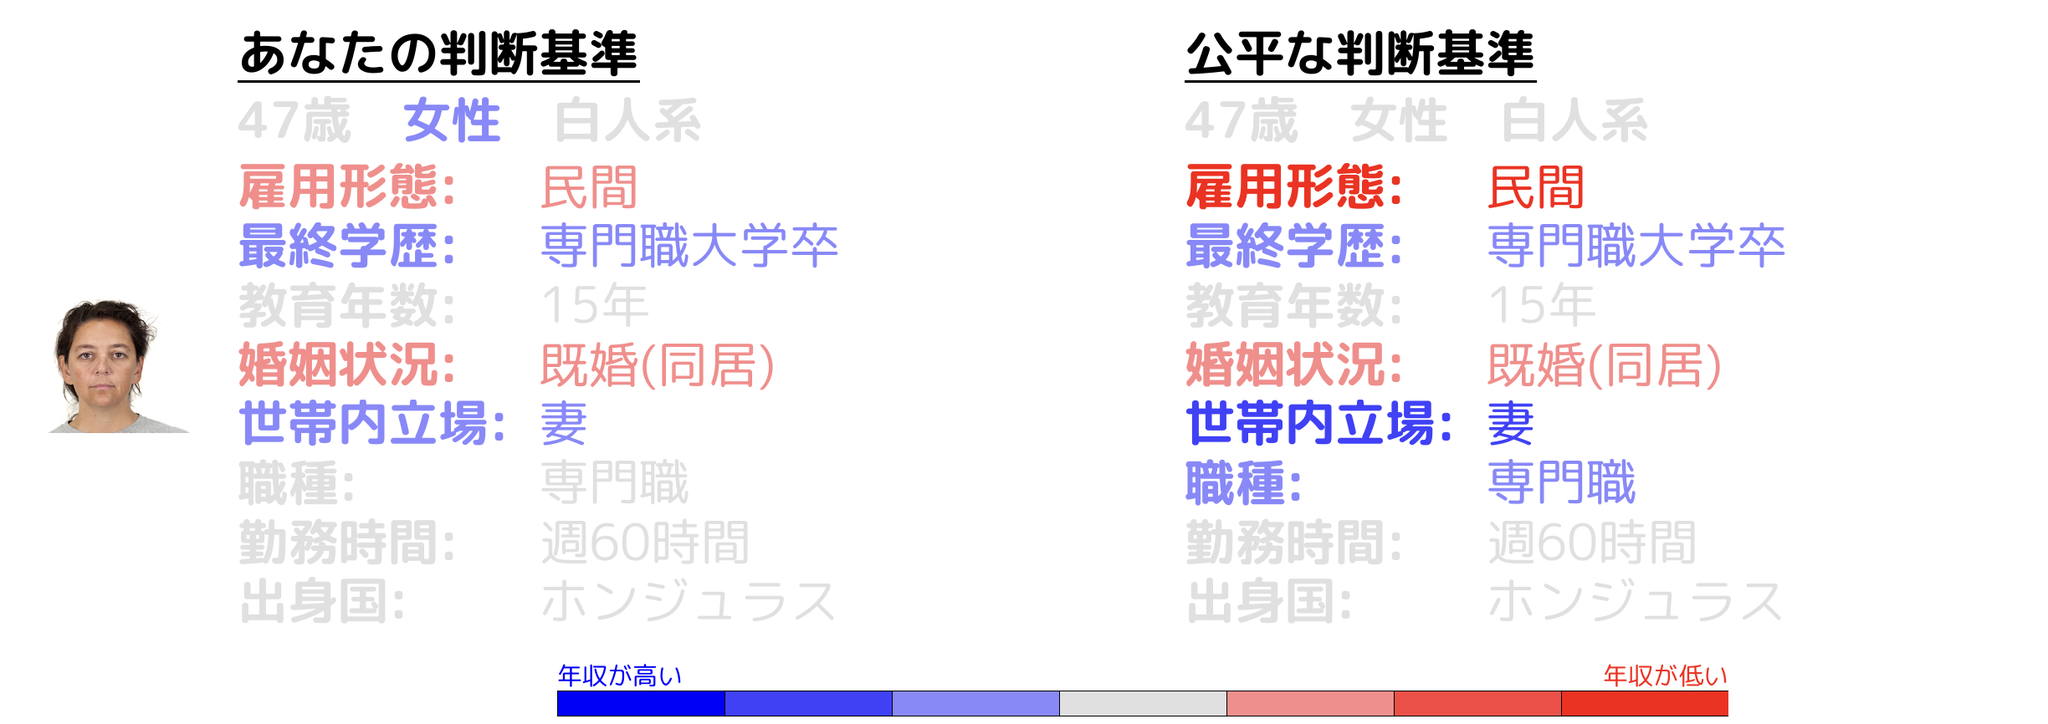 あなたの判断基準
47歳 女性 白人系
雇用形態: 民間
最終学歴: 専門職大学卒
教育年数: 15年
婚姻状況: 既婚(同居)
世帯内立場: 妻
職種: 専門職
勤務時間: 週60時間
出身国: ホンジュラス
公平な判断基準
47歳 女性 白人系
雇用形態: 民間
最終学歴: 専門職大学卒
教育年数: 15年
婚姻状況: 既婚(同居)
世帯内立場: 妻
職種: 専門職
勤務時間: 週60時間
出身国: ホンジュラス
年収が高い
年収が低い